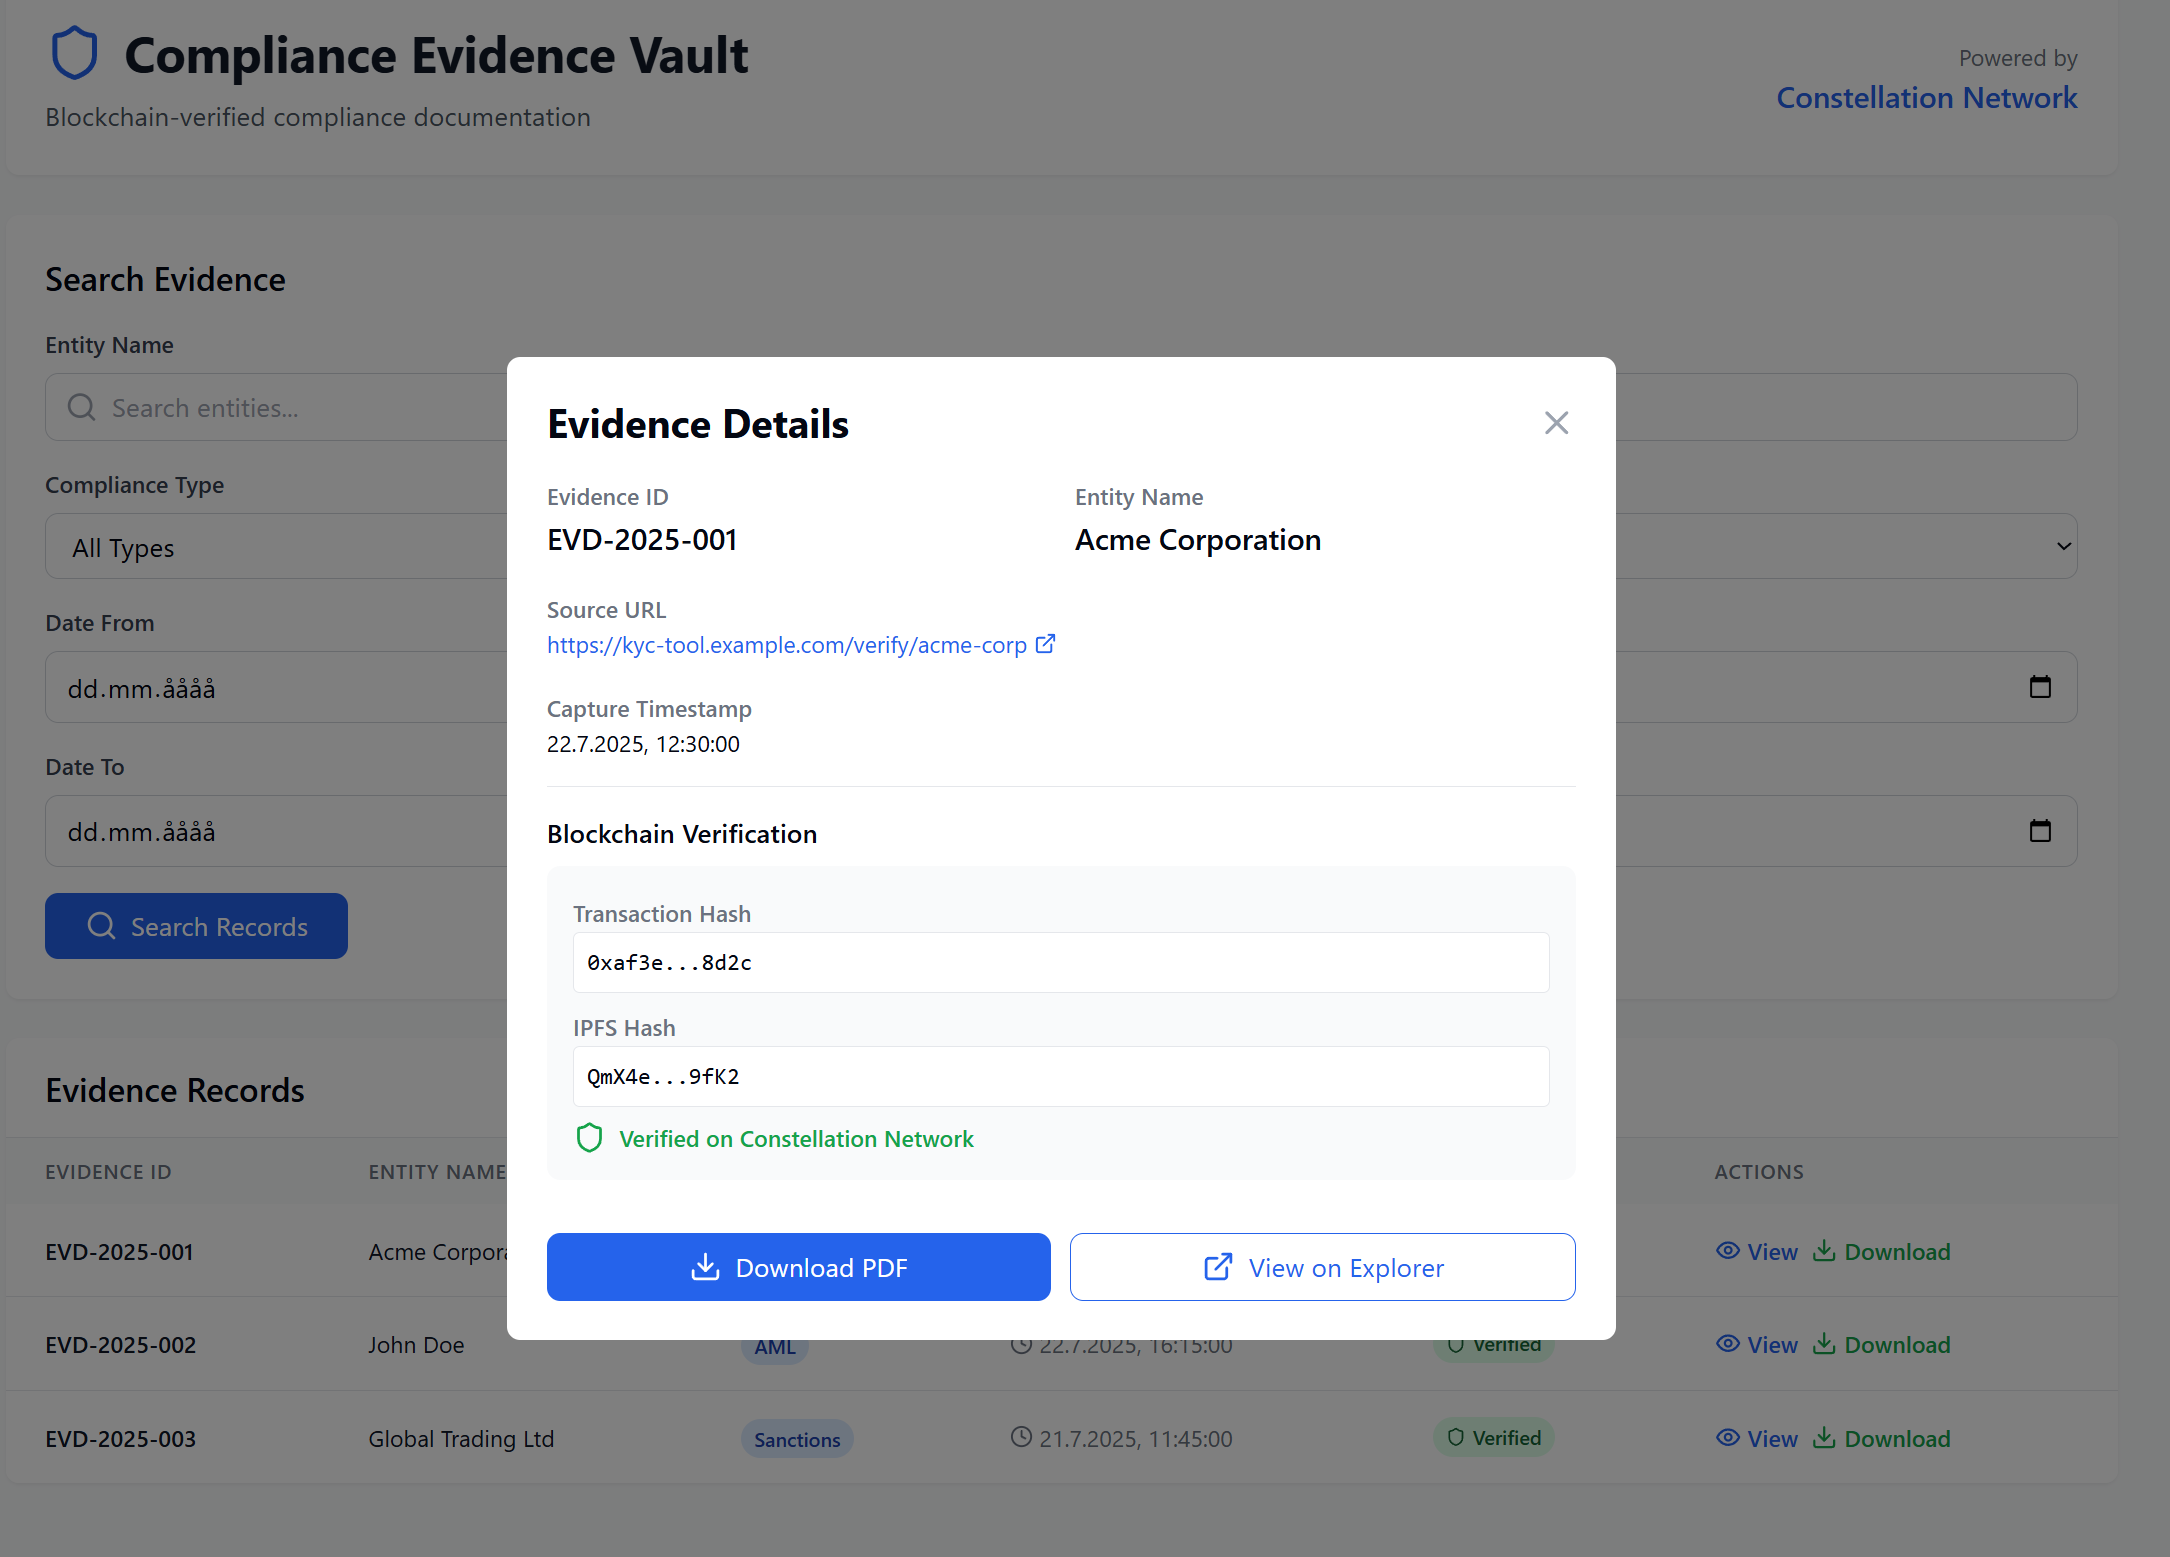 Compliance Evidence Vault
Blockchain-verified compliance documentation
Powered by
Constellation Network
Search Evidence
Entity Name
Search entities...
Compliance Type
All Types
Date From
dd.mm.åååå
Date To
dd.mm.åååå
Search Records
Evidence Details
Evidence ID
EVD-2025-001
Entity Name
Acme Corporation
Source URL
https://kyc-tool.example.com/verify/acme-corp
Capture Timestamp
22.7.2025, 12:30:00
Blockchain Verification
Transaction Hash
0xaf3e...8d2c
IPFS Hash
QmX4e...9fK2
Verified on Constellation Network
Download PDF
View on Explorer
Evidence Records
EVIDENCE ID ENTITY NAME ACTIONS
EVD-2025-001 Acme Corpora View Download
EVD-2025-002 John Doe AML 22.7.2025, 16:15:00 Verified View Download
EVD-2025-003 Global Trading Ltd Sanctions 21.7.2025, 11:45:00 Verified View Download